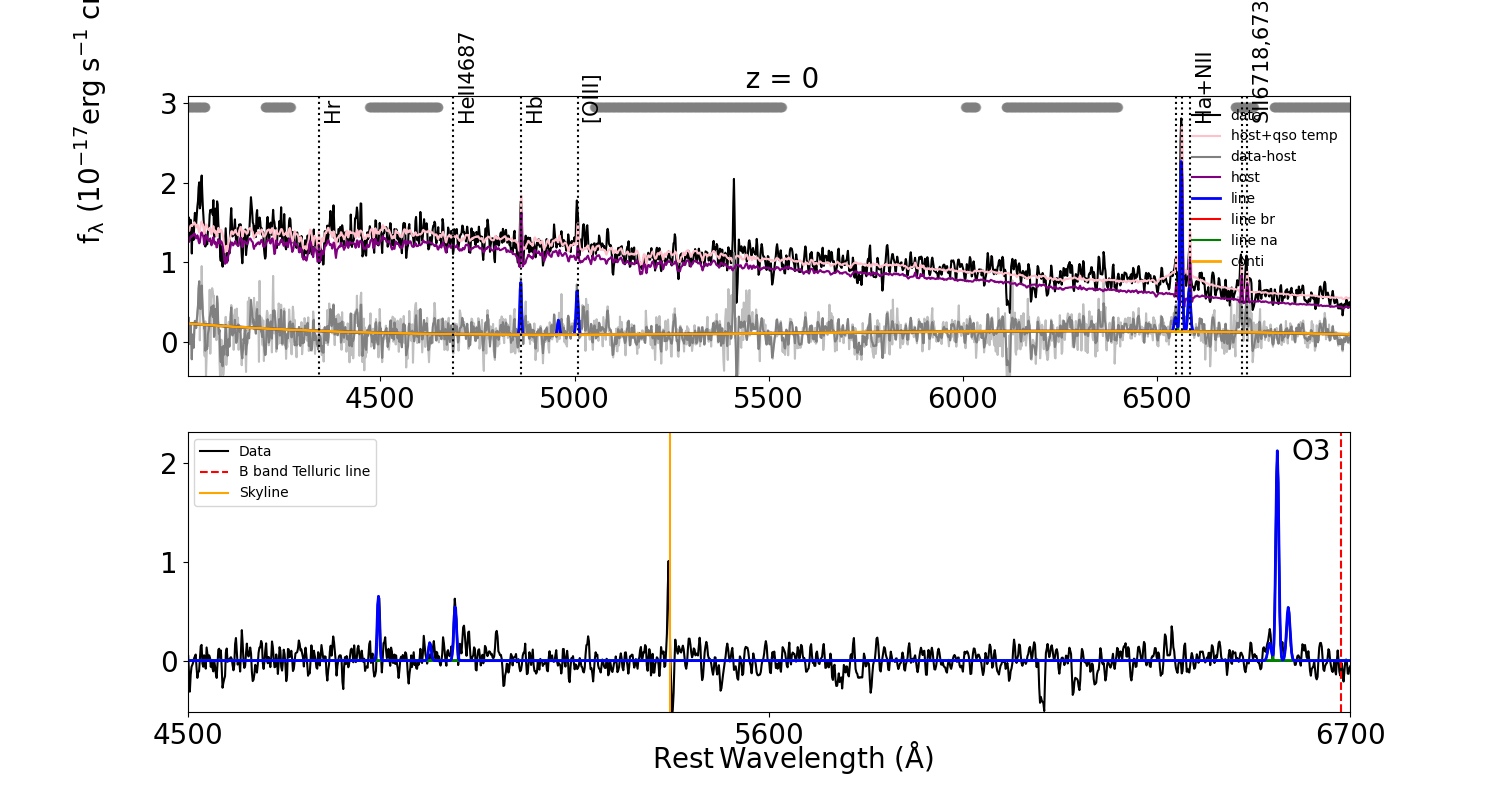 z = 0
Hr
HeII4687
Hb
[OIII]
Ha+NII
SII6718,673
fλ (10−17erg s−1 c
3
2
1
0
data
host+qso temp
data-host
host
line
line br
line na
conti
4500
5000
5500
6000
6500
Data
B band Telluric line
Skyline
O3
2
1
0
4500
5600
6700
Rest Wavelength (Å)